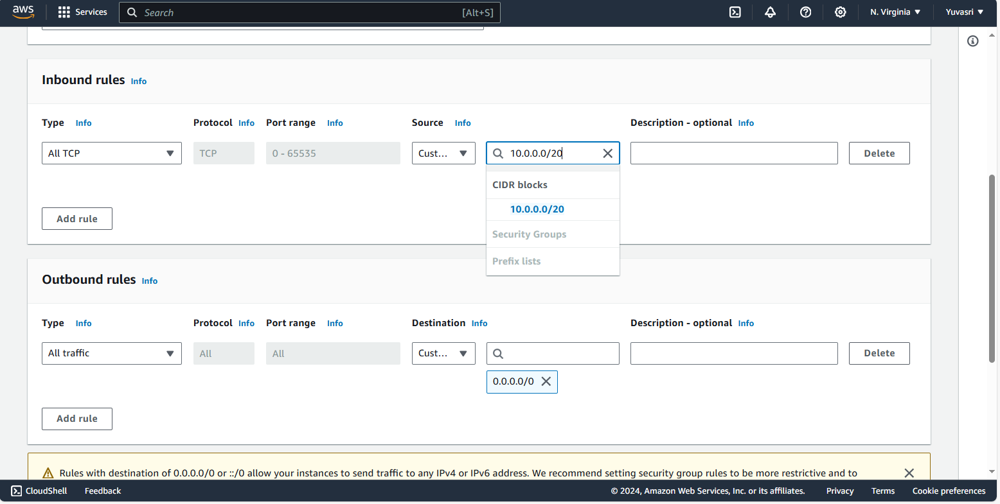 aws Services Search [Alt+S] N. Virginia Yuvasri
Inbound rules Info
Type Info Protocol Info Port range Info Source Info Description - optional Info
All TCP TCP 0 - 65535 Cust... 10.0.0.0/20 Delete
CIDR blocks
10.0.0.0/20
Security Groups
Prefix lists
Add rule
Outbound rules Info
Type Info Protocol Info Port range Info Destination Info Description - optional Info
All traffic All All Cust... Delete
0.0.0.0/0
Add rule
Rules with destination of 0.0.0.0/0 or ::/0 allow your instances to send traffic to any IPv4 or IPv6 address. We recommend setting security group rules to be more restrictive and to
CloudShell Feedback © 2024, Amazon Web Services, Inc. or its affiliates. Privacy Terms Cookie preferences